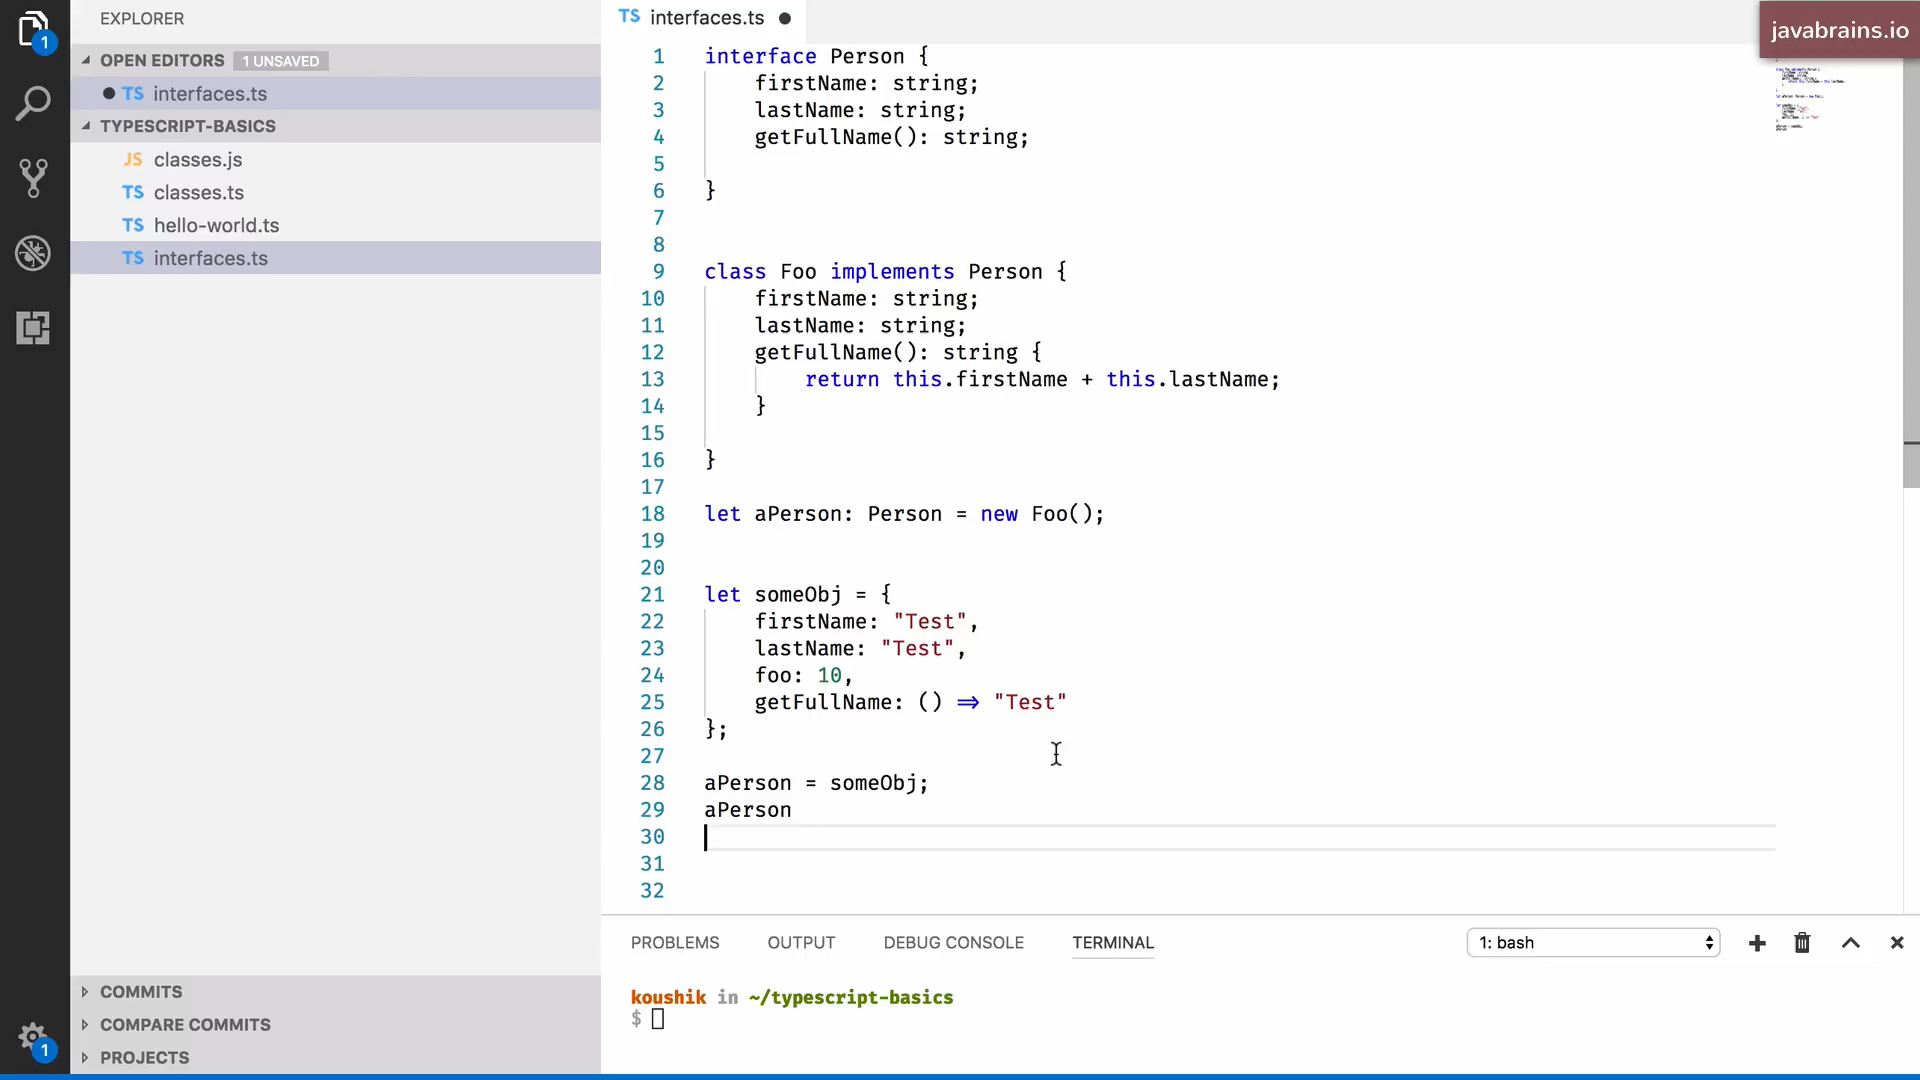 EXPLORER
OPEN EDITORS 1 UNSAVED
TS interfaces.ts
TYPESCRIPT-BASICS
JS classes.js
TS classes.ts
TS hello-world.ts
TS interfaces.ts
COMMITS
COMPARE COMMITS
PROJECTS
1
1
TS interfaces.ts
javabrains.io
1 interface Person {
2 firstName: string;
3 lastName: string;
4 getFullName(): string;
5
6 }
7
8
9 class Foo implements Person {
10 firstName: string;
11 lastName: string;
12 getFullName(): string {
13 return this.firstName + this.lastName;
14 }
15
16 }
17
18 let aPerson: Person = new Foo();
19
20
21 let someObj = {
22 firstName: "Test",
23 lastName: "Test",
24 foo: 10,
25 getFullName: () => "Test"
26 };
27
28 aPerson = someObj;
29 aPerson
30
31
32
PROBLEMS OUTPUT DEBUG CONSOLE TERMINAL 1: bash
koushik in ~/typescript-basics
$